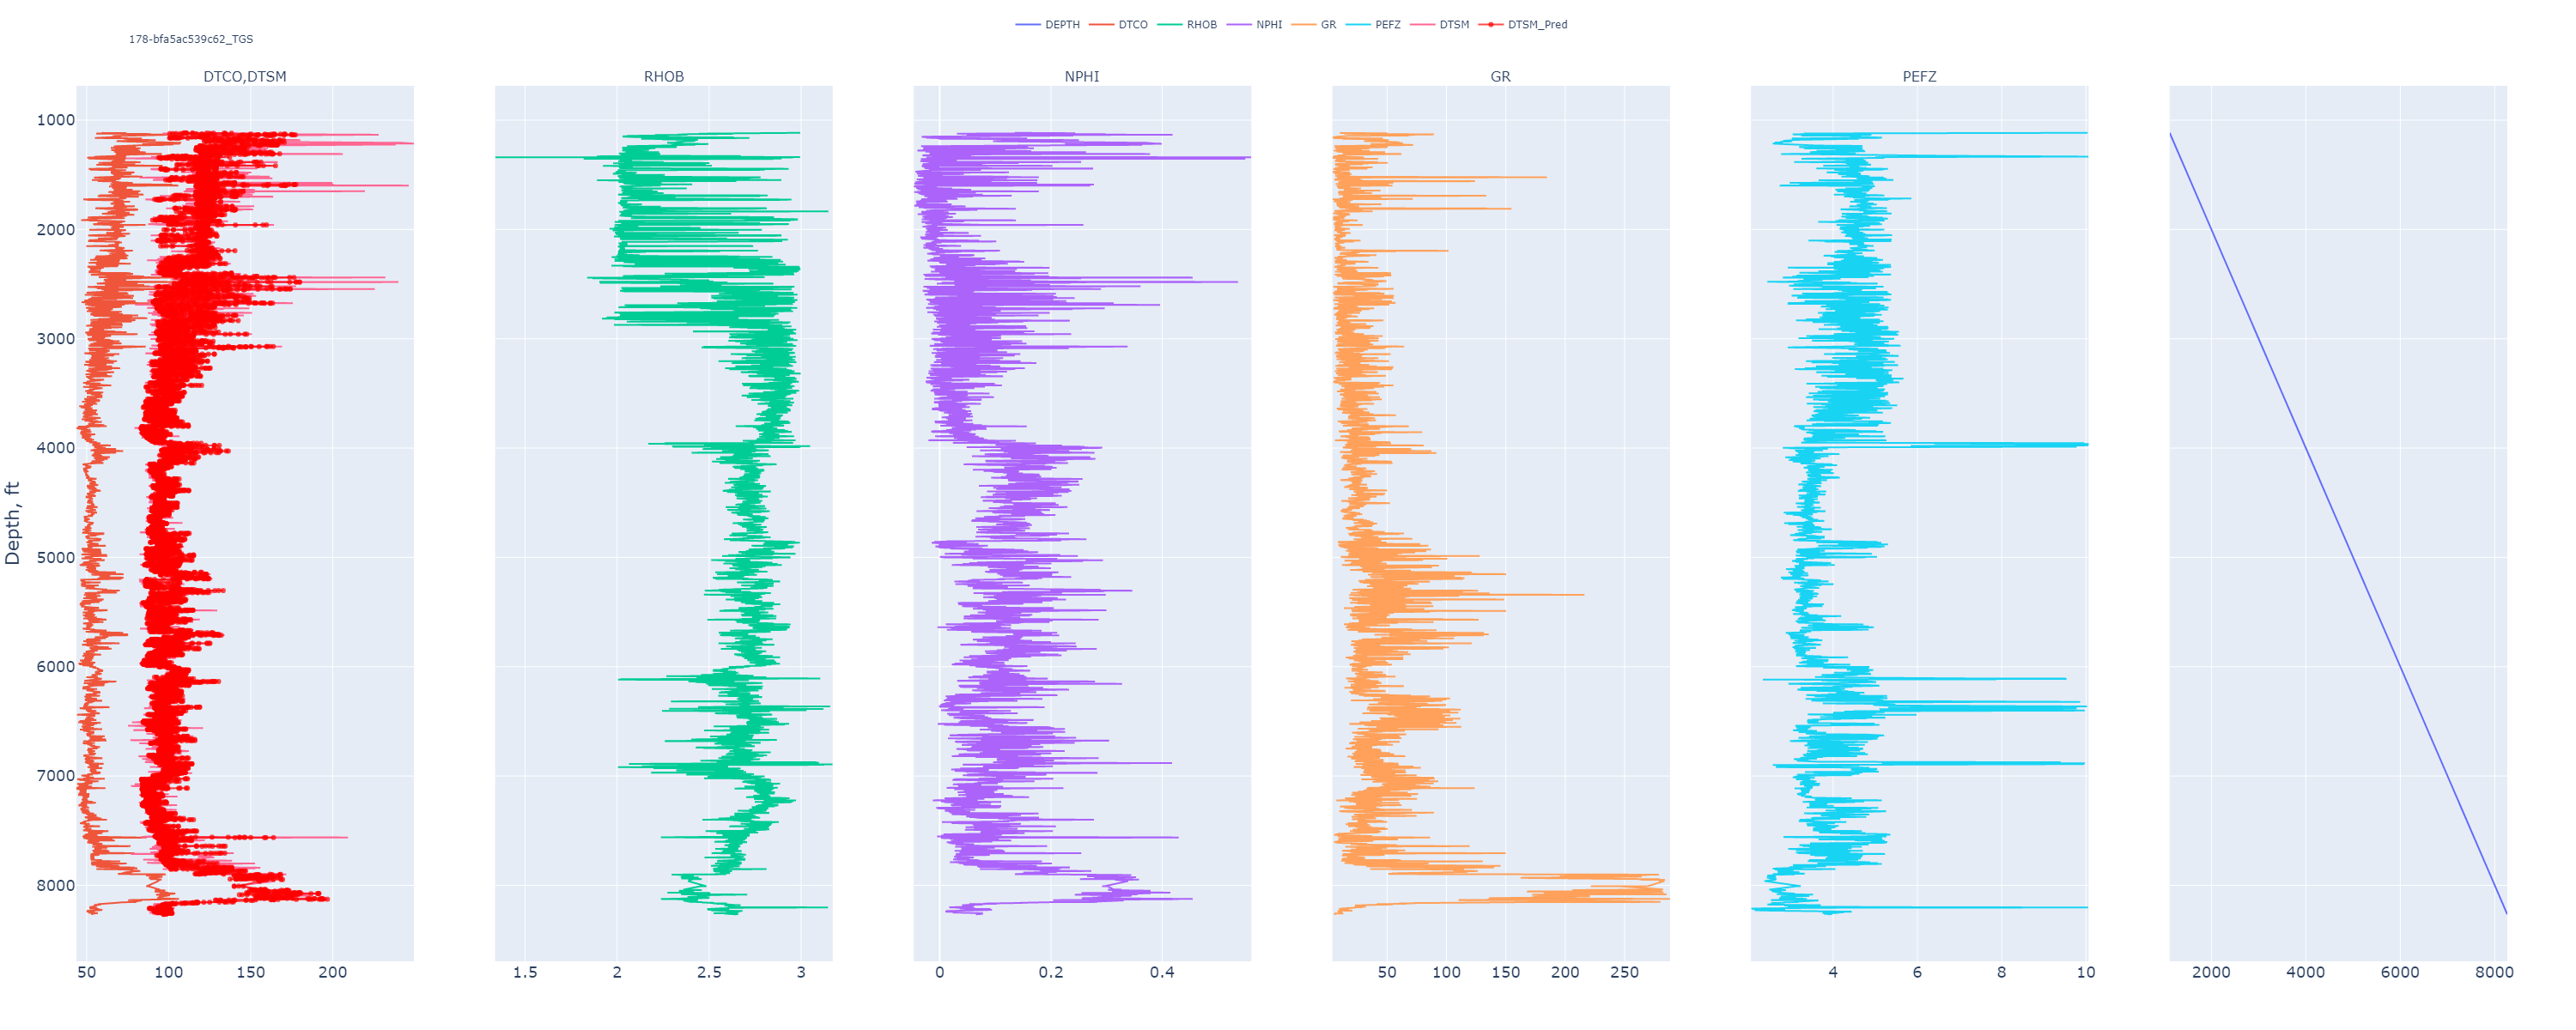 DEPTH DTCO RHOB NPHI GR PEFZ DTSM DTSM_Pred
178-bfa5ac539c62_TGS
DTCO,DTSM RHOB NPHI GR PEFZ
Depth, ft
1000
2000
3000
4000
5000
6000
7000
8000
50 100 150 200 1.5 2 2.5 3 0 0.2 0.4 50 100 150 200 250 4 6 8 10 2000 4000 6000 8000